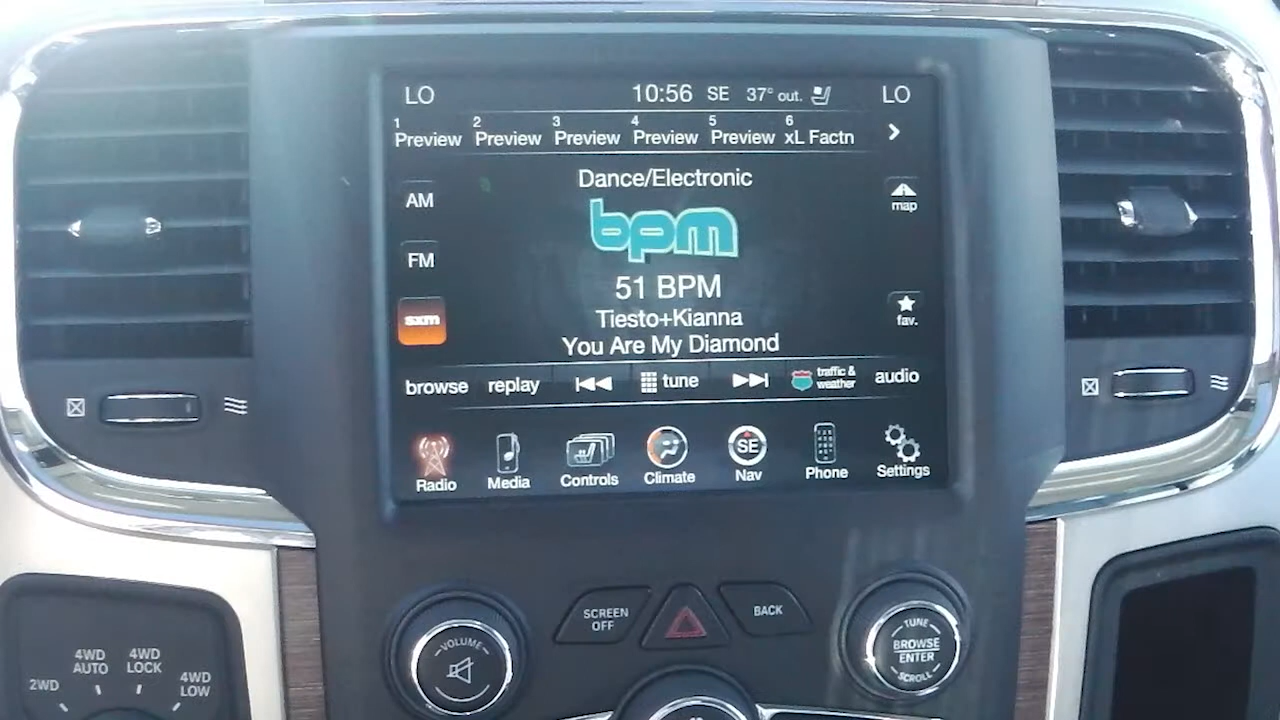 LO 10:56 SE 37° out. LO
1 Preview 2 Preview 3 Preview 4 Preview 5 Preview 6 xL Factn
Dance/Electronic
AM
map
bpm
FM
51 BPM
sxm
fav.
Tiesto+Kianna
You Are My Diamond
browse replay tune traffic & weather audio
SE
Radio Media Controls Climate Nav Phone Settings
SCREEN OFF
BACK
VOLUME
TUNE
BROWSE
ENTER
SCROLL
2WD
4WD AUTO
4WD LOCK
4WD LOW